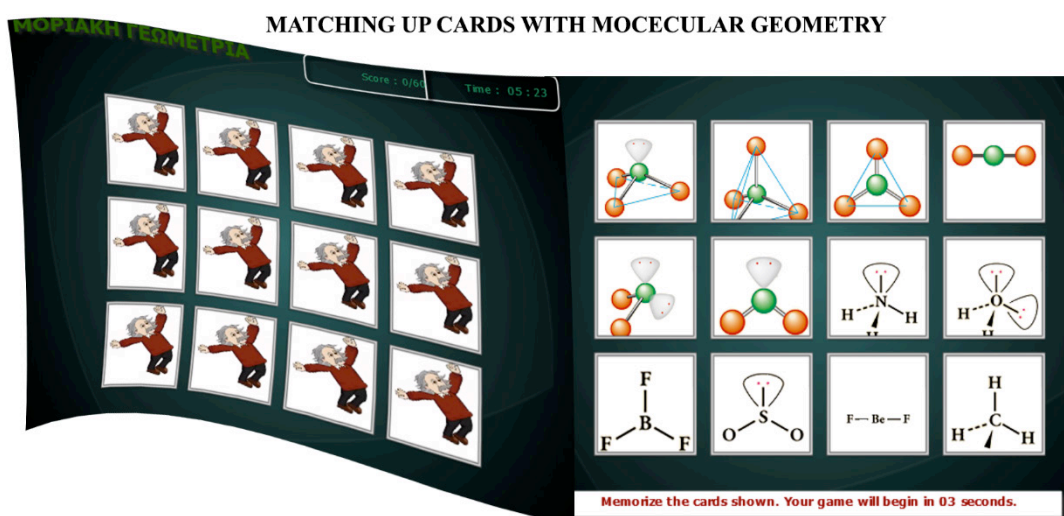 MATCHING UP CARDS WITH MOCECULAR GEOMETRY
ΜΟΡΙΑΚΗ ΓΕΩΜΕΤΡΙΑ
Score : 0/60
Time : 05 : 23
N
H
H
H
O
H
H
F
B
F
F
S
O
O
F—Be—F
H
C
H
H
Memorize the cards shown. Your game will begin in 03 seconds.